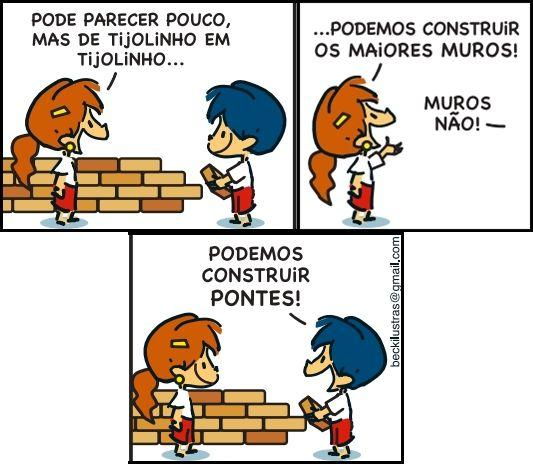 PODE PARECER POUCO,
MAS DE TIJOLINHO EM
TIJOLINHO...
...PODEMOS CONSTRUIR
OS MAIORES MUROS!
MUROS
NÃO!
PODEMOS
CONSTRUIR
PONTES!
beckilustras@gmail.com